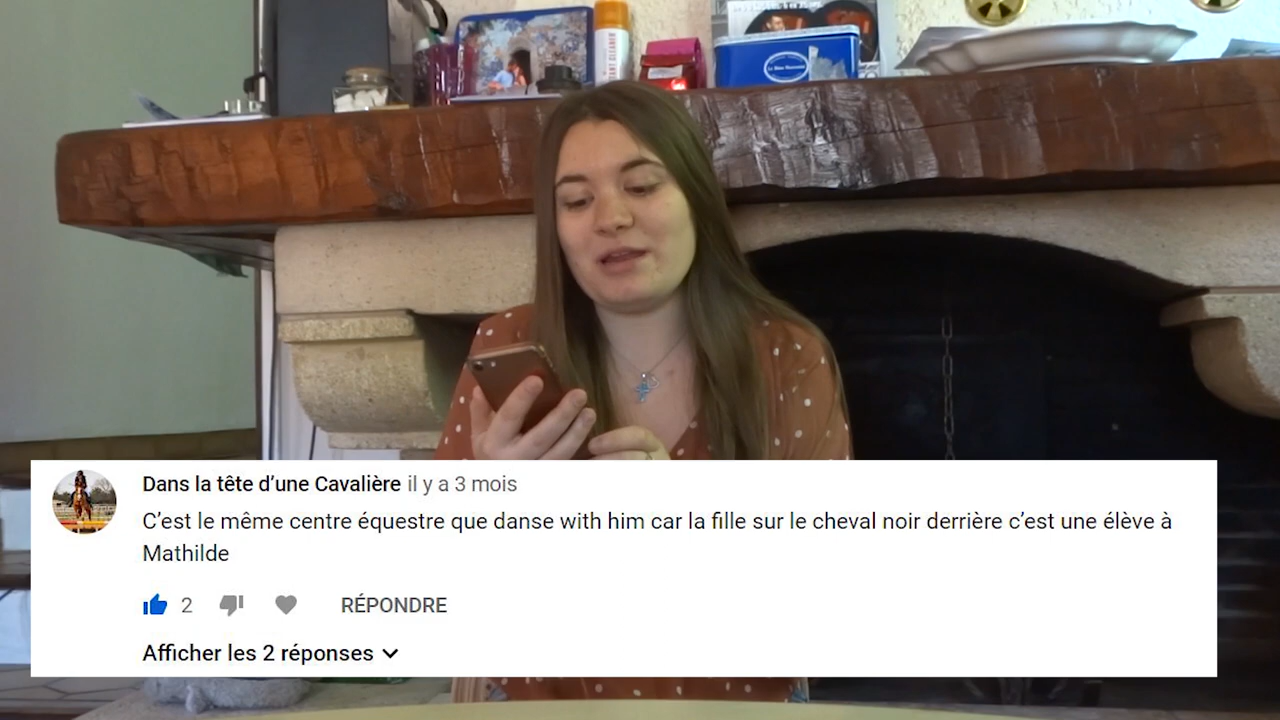 Dans la tête d’une Cavalière il y a 3 mois
C’est le même centre équestre que danse with him car la fille sur le cheval noir derrière c’est une élève à
Mathilde
2
RÉPONDRE
Afficher les 2 réponses